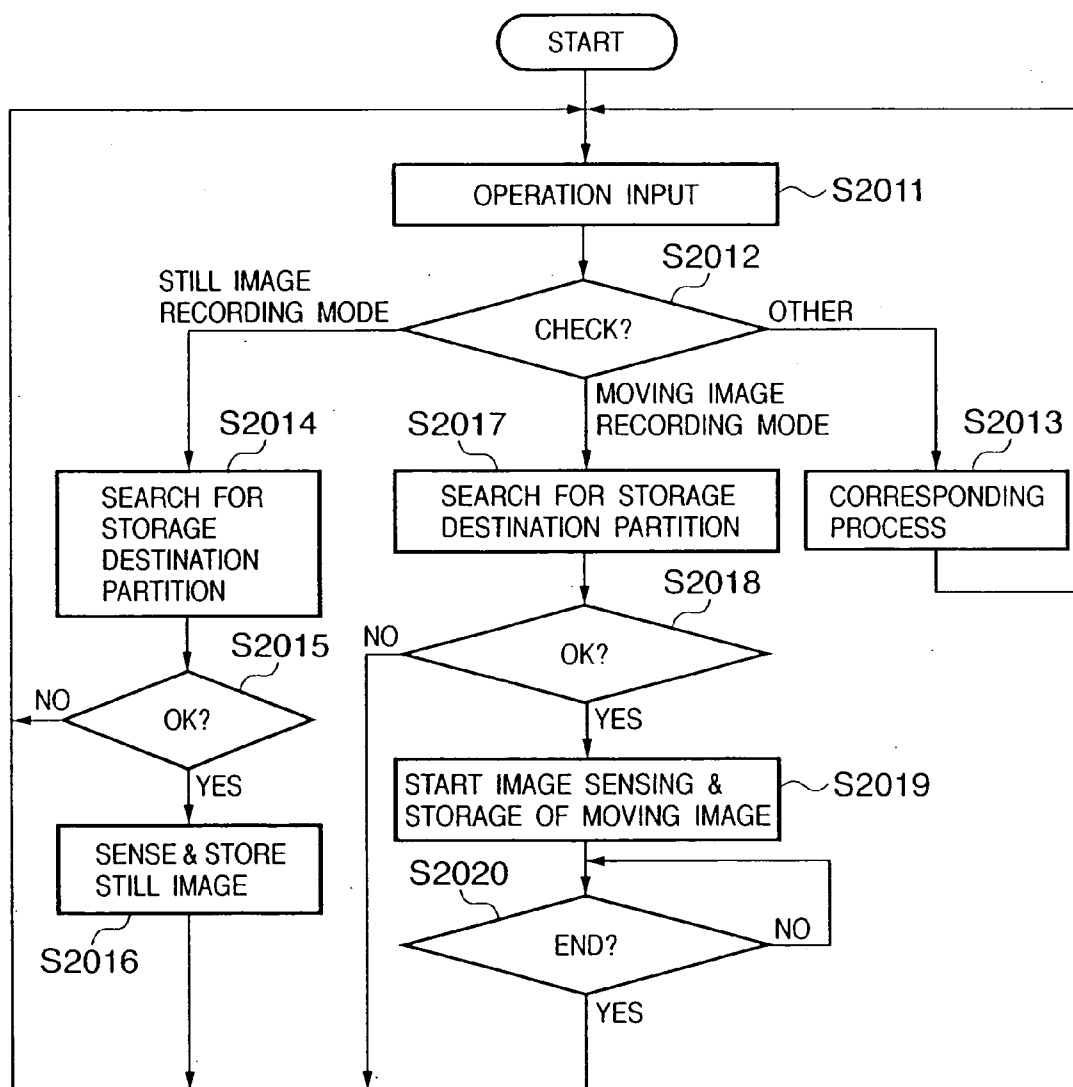 START
OPERATION INPUT
S2011
S2012
STILL IMAGE
RECORDING MODE
CHECK?
OTHER
MOVING IMAGE
RECORDING MODE
S2014
S2017
S2013
SEARCH FOR
STORAGE
DESTINATION
PARTITION
SEARCH FOR STORAGE
DESTINATION PARTITION
CORRESPONDING
PROCESS
S2015
S2018
NO
OK?
YES
NO
OK?
YES
SENSE & STORE
STILL IMAGE
S2016
START IMAGE SENSING &
STORAGE OF MOVING IMAGE
S2019
S2020
END?
NO
YES